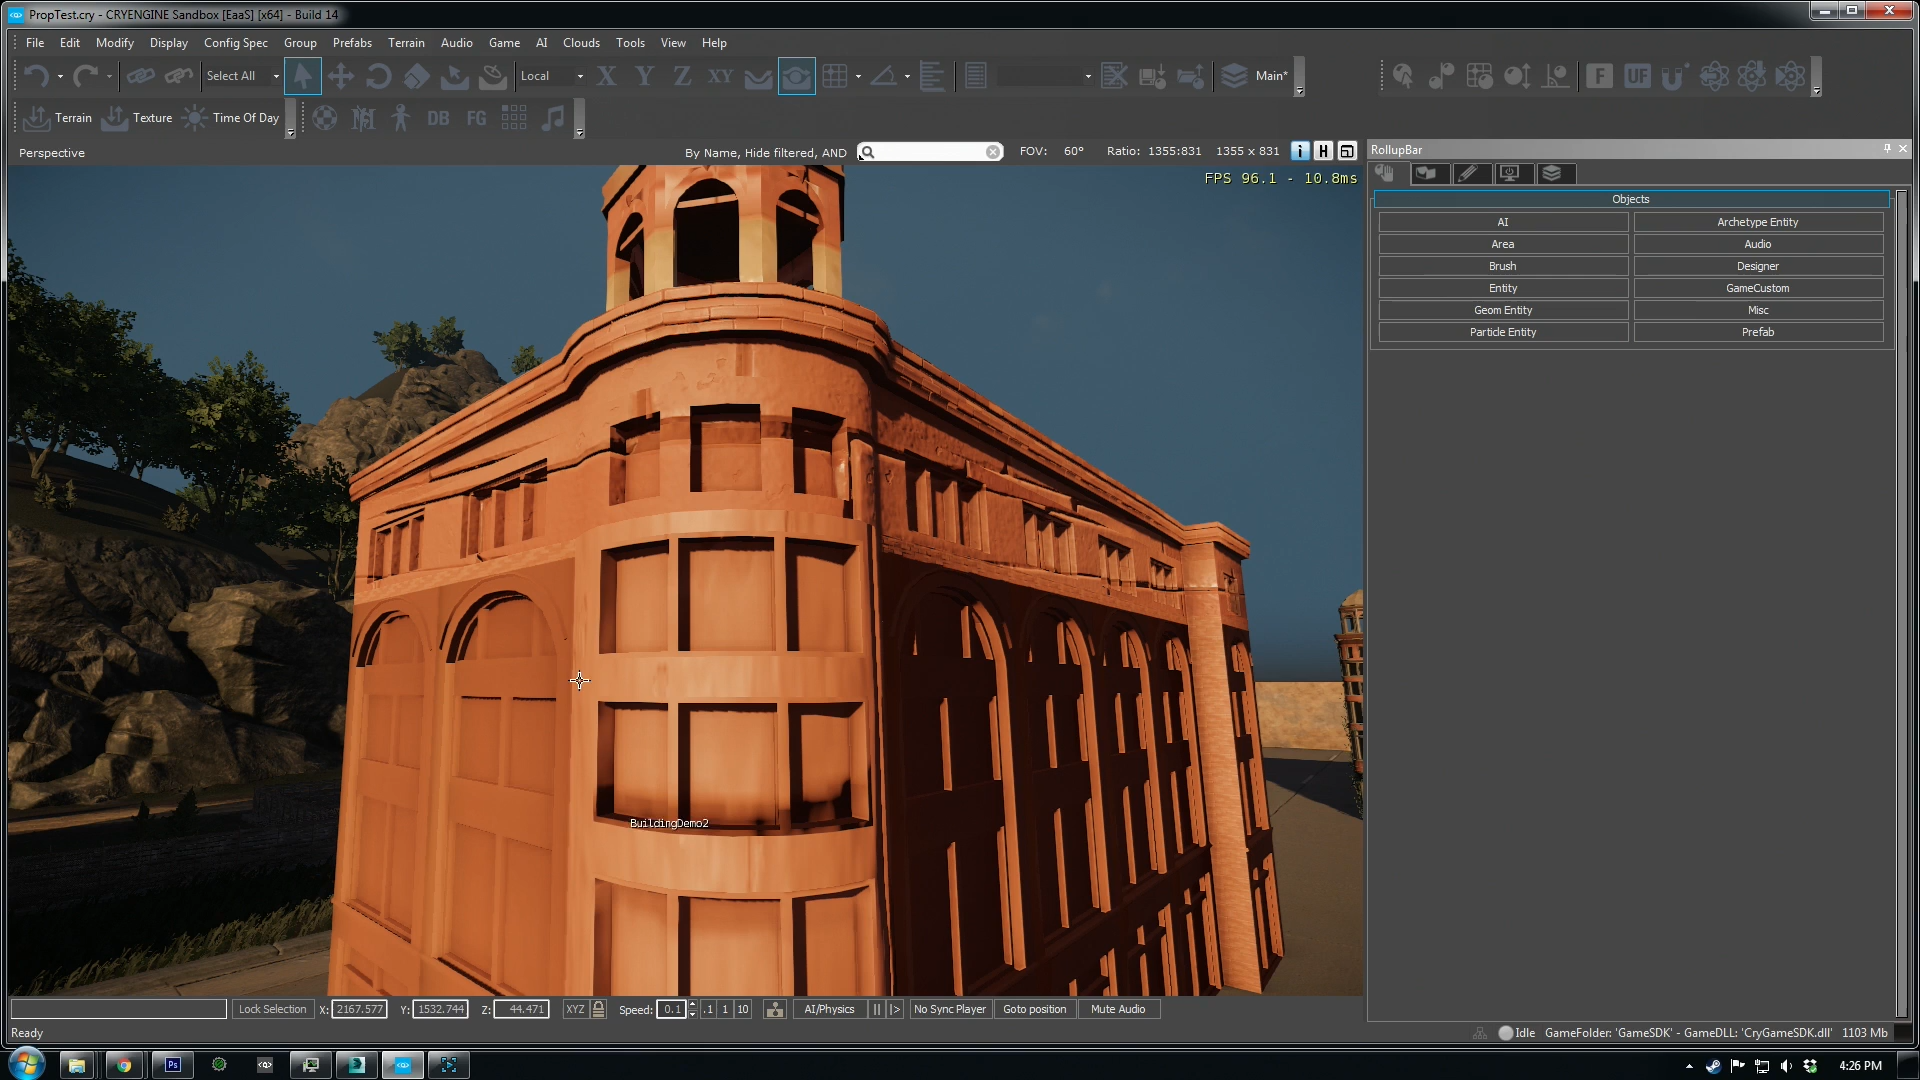 PropTest.cry - CRYENGINE Sandbox [EaaS] [x64] - Build 14
File Edit Modify Display Config Spec Group Prefabs Terrain Audio Game AI Clouds Tools View Help
Select All Local X Y Z XY Main* F UF
Terrain Texture Time Of Day DB FG
Perspective By Name, Hide filtered, AND FOV: 60° Ratio: 1355:831 1355 x 831 i H
RollupBar
FPS 96.1 - 10.8ms
Objects
AI Archetype Entity
Area Audio
Brush Designer
Entity GameCustom
Geom Entity Misc
Particle Entity Prefab
BuildingDemo2
Lock Selection X: 2167.577 Y: 1532.744 Z: 44.471 XYZ Speed: 0.1 .1 1 10 AI/Physics No Sync Player Goto position Mute Audio
Ready Idle GameFolder: 'GameSDK' - GameDLL: 'CryGameSDK.dll' 1103 Mb
Ps 4:26 PM